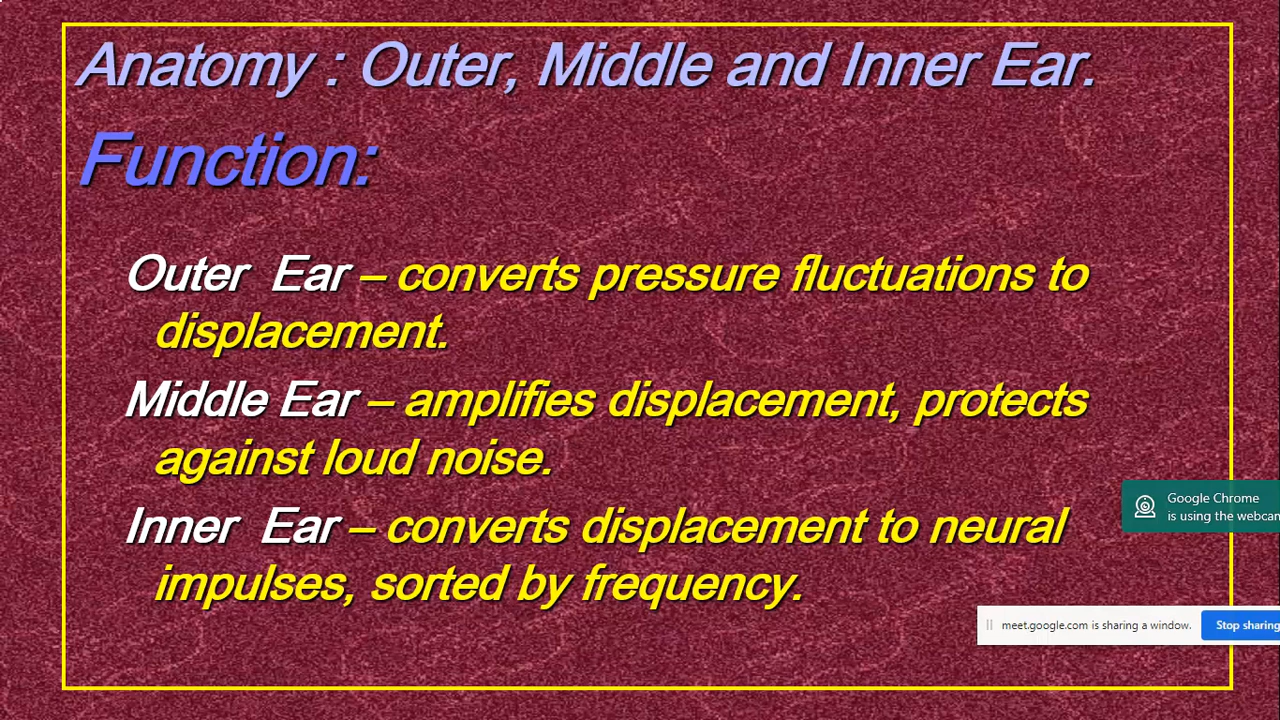 Anatomy : Outer, Middle and Inner Ear.
Function:
Outer Ear – converts pressure fluctuations to
displacement.
Middle Ear – amplifies displacement, protects
against loud noise.
Inner Ear – converts displacement to neural
impulses, sorted by frequency.
Google Chrome
is using the webcam
meet.google.com is sharing a window.
Stop sharing